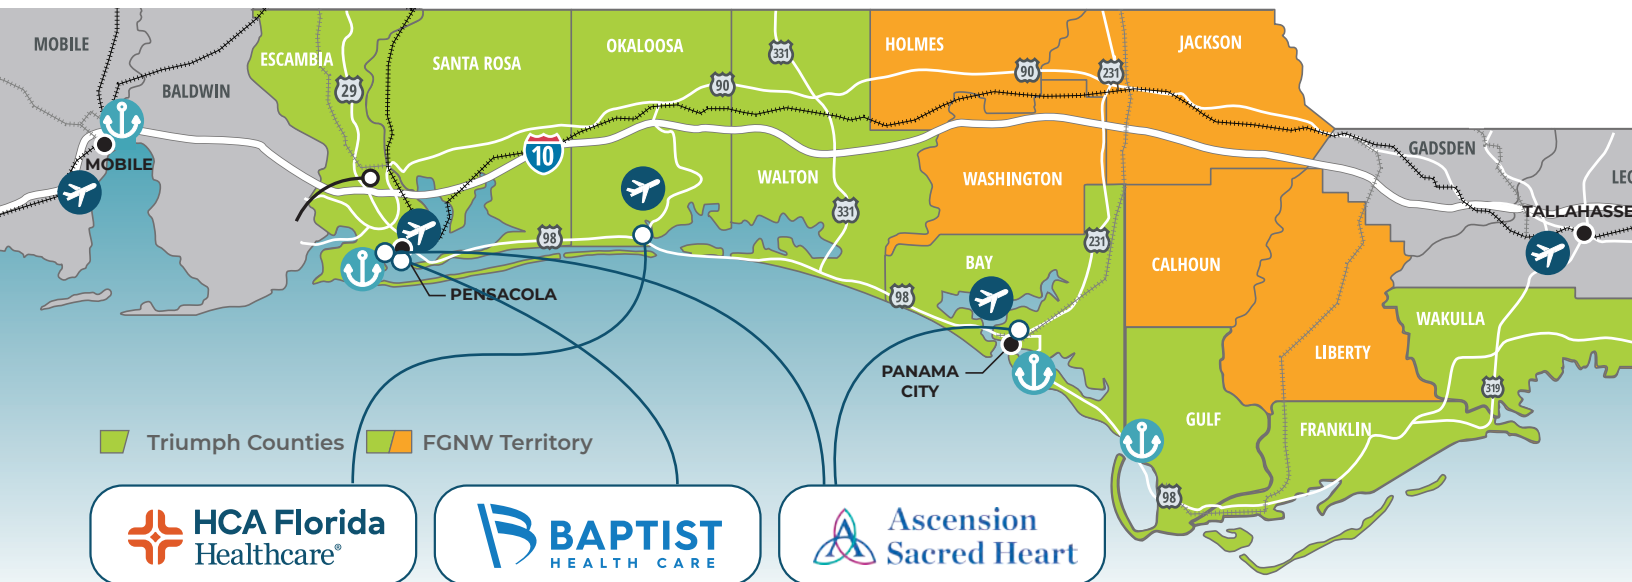 MOBILE
BALDWIN
ESCAMBIA
SANTA ROSA
OKALOOSA
HOLMES
JACKSON
331
90
90
231
29
10
MOBILE
WALTON
WASHINGTON
GADSDEN
LEO
TALLAHASSE
331
98
231
BAY
CALHOUN
98
PENSACOLA
WAKULLA
LIBERTY
PANAMA
CITY
319
GULF
FRANKLIN
Triumph Counties
FGNW Territory
98
HCA Florida
Healthcare®
BAPTIST
HEALTH CARE
Ascension
Sacred Heart